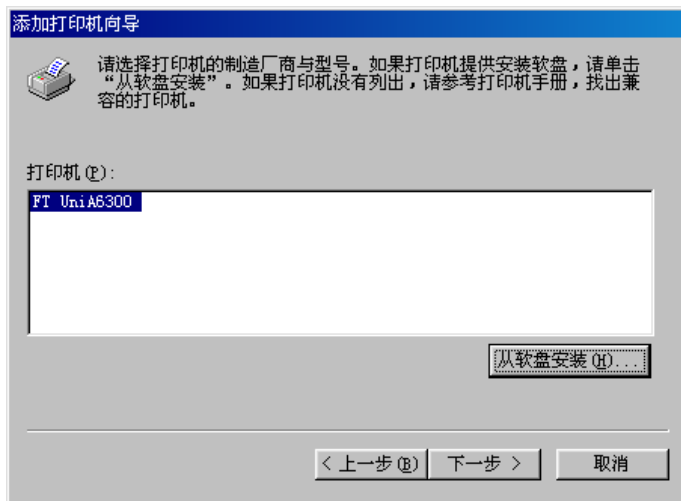 添加打印机向导
请选择打印机的制造厂商与型号。如果打印机提供安装软盘，请单击
“从软盘安装”。如果打印机没有列出，请参考打印机手册，找出兼
容的打印机。
打印机(P):
FT UniA6300
从软盘安装(H)...
< 上一步(B)
下一步 >
取消